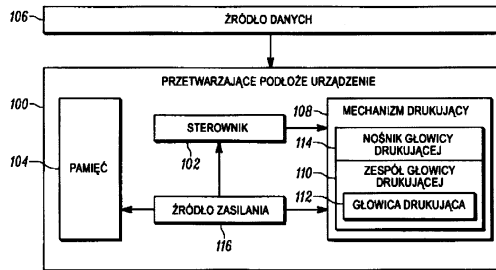 106
ŹRÓDŁO DANYCH
PRZETWARZAJĄCE PODŁOŻE URZĄDZENIE
100
104
PAMIĘĆ
STEROWNIK
102
ŹRÓDŁO ZASILANIA
116
108
MECHANIZM DRUKUJĄCY
114
NOŚNIK GŁOWICY
DRUKUJĄCEJ
110
ZESPÓŁ GŁOWICY
DRUKUJĄCEJ
112
GŁOWICA DRUKUJĄCA